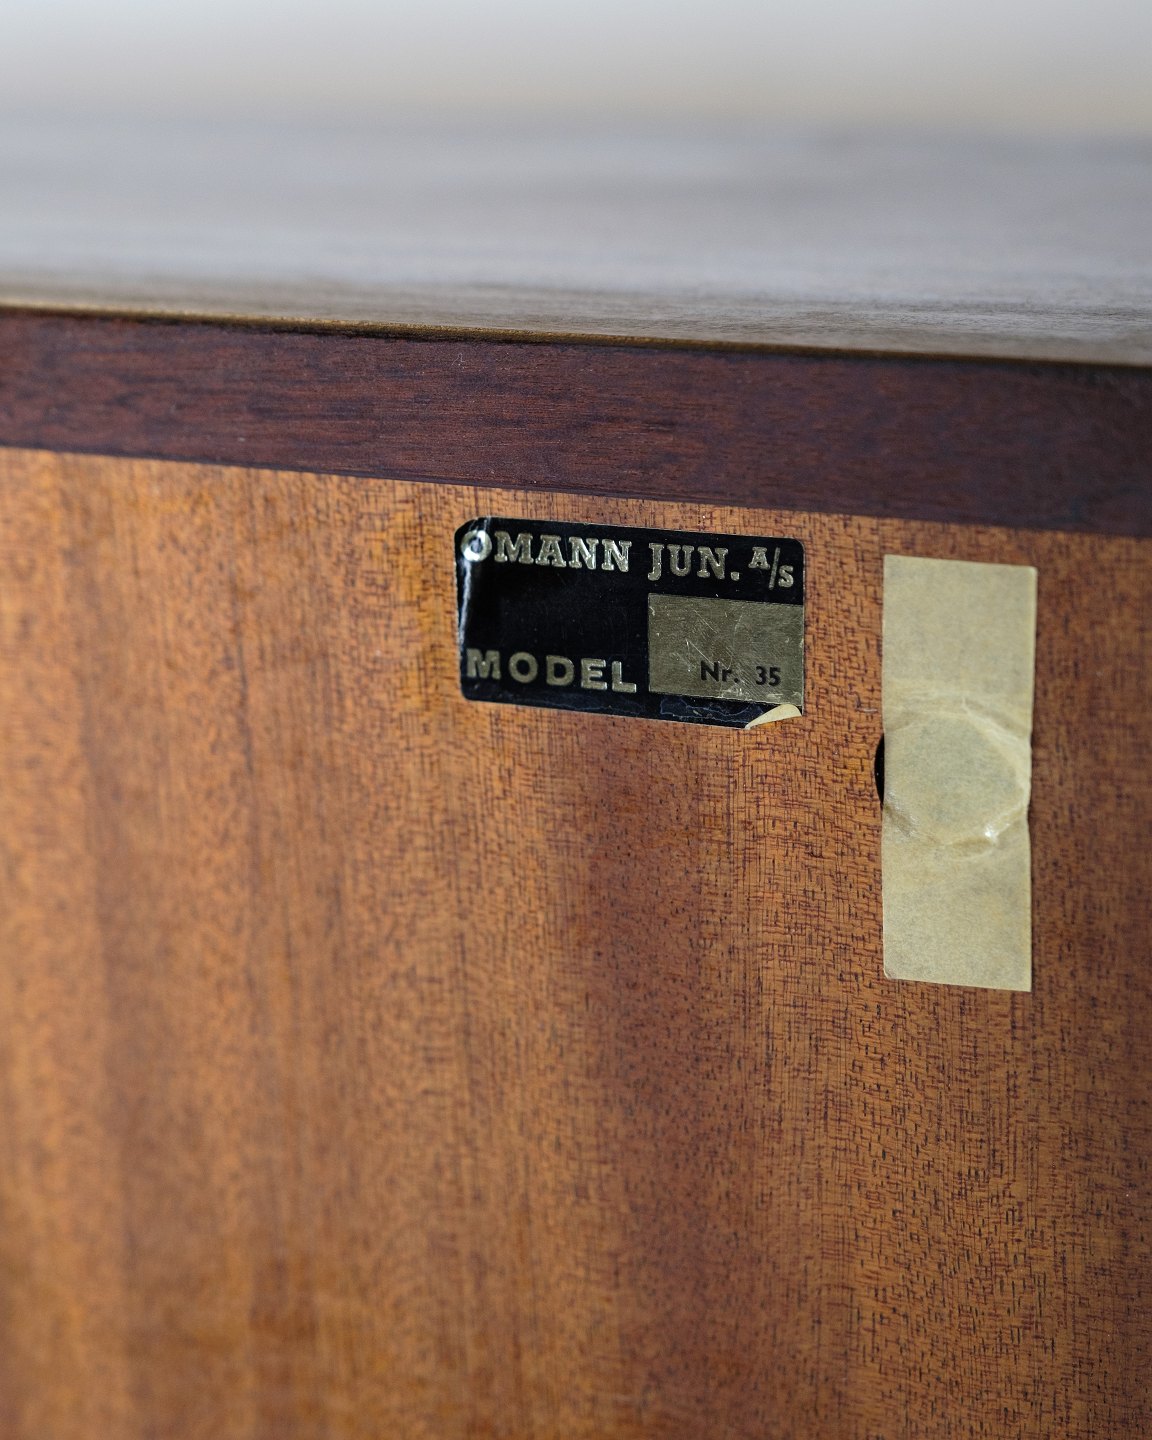 OMANN JUN. A/S
MODEL Nr. 35